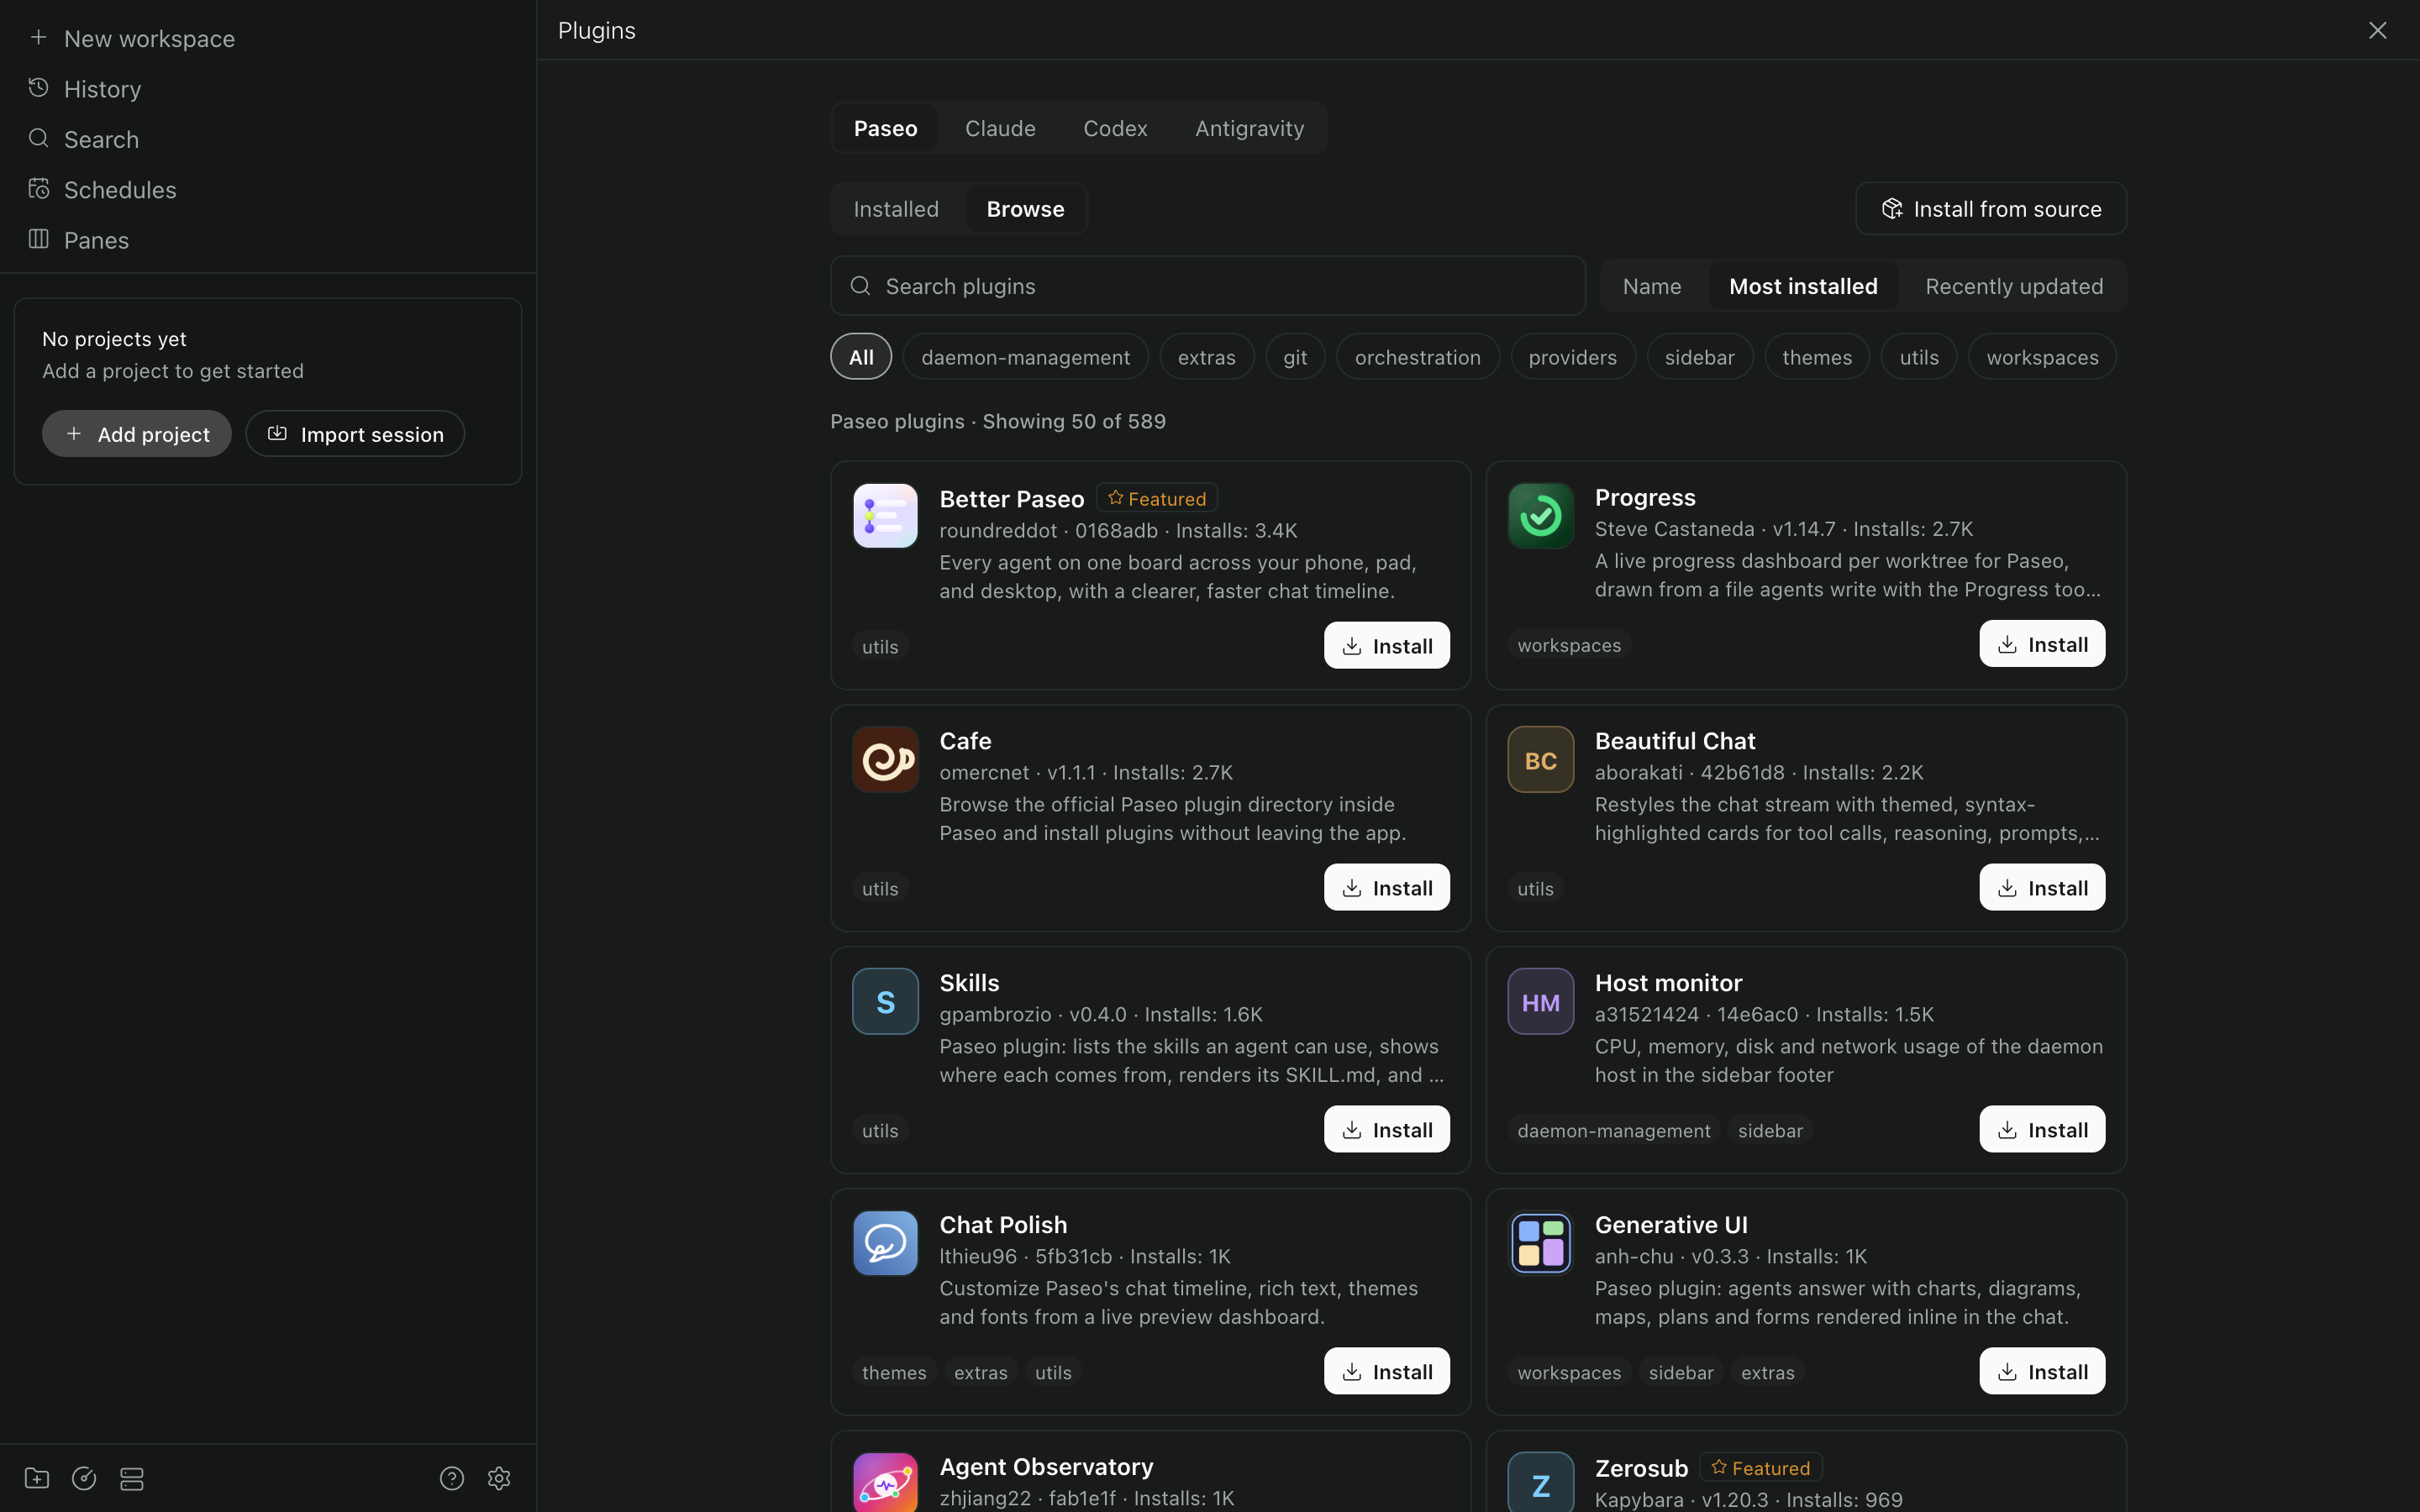 New workspace
History
Search
Schedules
Panes
No projects yet
Add a project to get started
Add project
Import session
Plugins
Paseo
Claude
Codex
Antigravity
Installed
Browse
Install from source
Search plugins
Name
Most installed
Recently updated
All
daemon-management
extras
git
orchestration
providers
sidebar
themes
utils
workspaces
Paseo plugins · Showing 50 of 589
Better Paseo
Featured
roundreddot · 0168adb · Installs: 3.4K
Every agent on one board across your phone, pad,
and desktop, with a clearer, faster chat timeline.
utils
Install
Progress
Steve Castaneda · v1.14.7 · Installs: 2.7K
A live progress dashboard per worktree for Paseo,
drawn from a file agents write with the Progress too...
workspaces
Install
Cafe
omercnet · v1.1.1 · Installs: 2.7K
Browse the official Paseo plugin directory inside
Paseo and install plugins without leaving the app.
utils
Install
BC
Beautiful Chat
aborakati · 42b61d8 · Installs: 2.2K
Restyles the chat stream with themed, syntax-
highlighted cards for tool calls, reasoning, prompts,...
utils
Install
S
Skills
gpambrozio · v0.4.0 · Installs: 1.6K
Paseo plugin: lists the skills an agent can use, shows
where each comes from, renders its SKILL.md, and ...
utils
Install
HM
Host monitor
a31521424 · 14e6ac0 · Installs: 1.5K
CPU, memory, disk and network usage of the daemon
host in the sidebar footer
daemon-management
sidebar
Install
Chat Polish
lthieu96 · 5fb31cb · Installs: 1K
Customize Paseo's chat timeline, rich text, themes
and fonts from a live preview dashboard.
themes
extras
utils
Install
Generative UI
anh-chu · v0.3.3 · Installs: 1K
Paseo plugin: agents answer with charts, diagrams,
maps, plans and forms rendered inline in the chat.
workspaces
sidebar
extras
Install
Agent Observatory
zhjiang22 · fab1e1f · Installs: 1K
Z
Zerosub
Featured
Kapybara · v1.20.3 · Installs: 969